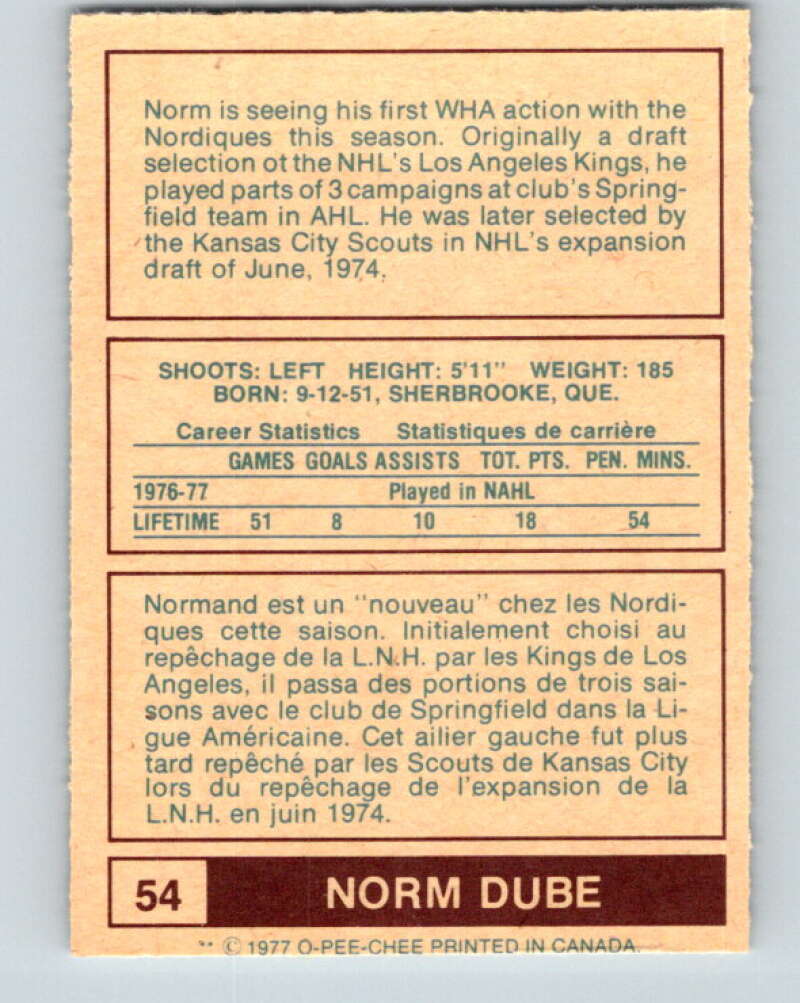 Norm is seeing his first WHA action with the
Nordiques this season. Originally a draft
selection ot the NHL's Los Angeles Kings, he
played parts of 3 campaigns at club's Spring-
field team in AHL. He was later selected by
the Kansas City Scouts in NHL's expansion
draft of June, 1974.
SHOOTS: LEFT HEIGHT: 5'11" WEIGHT: 185
BORN: 9-12-51, SHERBROOKE, QUE.
Career Statistics Statistiques de carrière
GAMES GOALS ASSISTS TOT. PTS. PEN. MINS.
1976-77 Played in NAHL
LIFETIME 51 8 10 18 54
Normand est un "nouveau" chez les Nordi-
ques cette saison. Initialement choisi au
repêchage de la L.N.H. par les Kings de Los
Angeles, il passa des portions de trois sai-
sons avec le club de Springfield dans la Li-
gue Américaine. Cet ailier gauche fut plus
tard repêché par les Scouts de Kansas City
lors du repêchage de l'expansion de la
L.N.H. en juin 1974.
54 NORM DUBE
** © 1977 O-PEE-CHEE PRINTED IN CANADA.